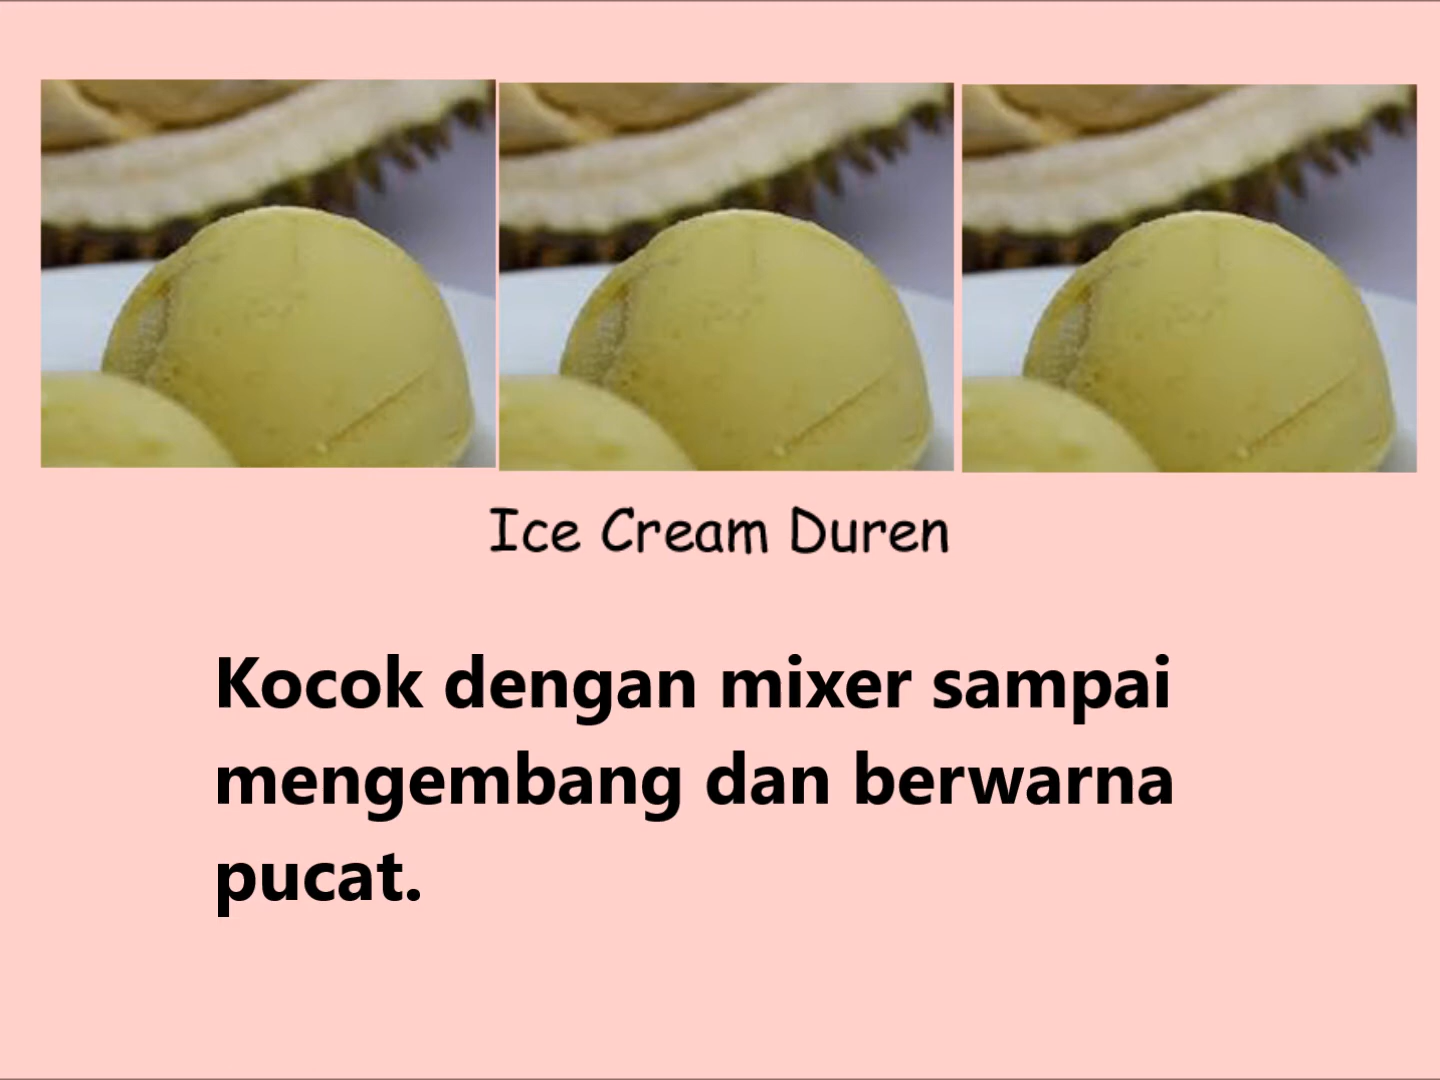 Ice Cream Duren
Kocok dengan mixer sampai
mengembang dan berwarna
pucat.